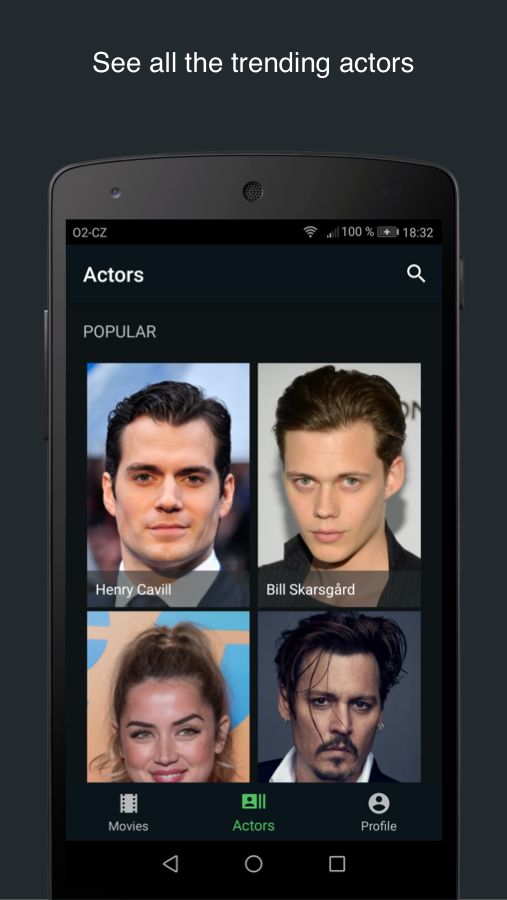 See all the trending actors
O2-CZ 100 % 18:32
Actors
POPULAR
Henry Cavill
Bill Skarsgård
Movies
Actors
Profile